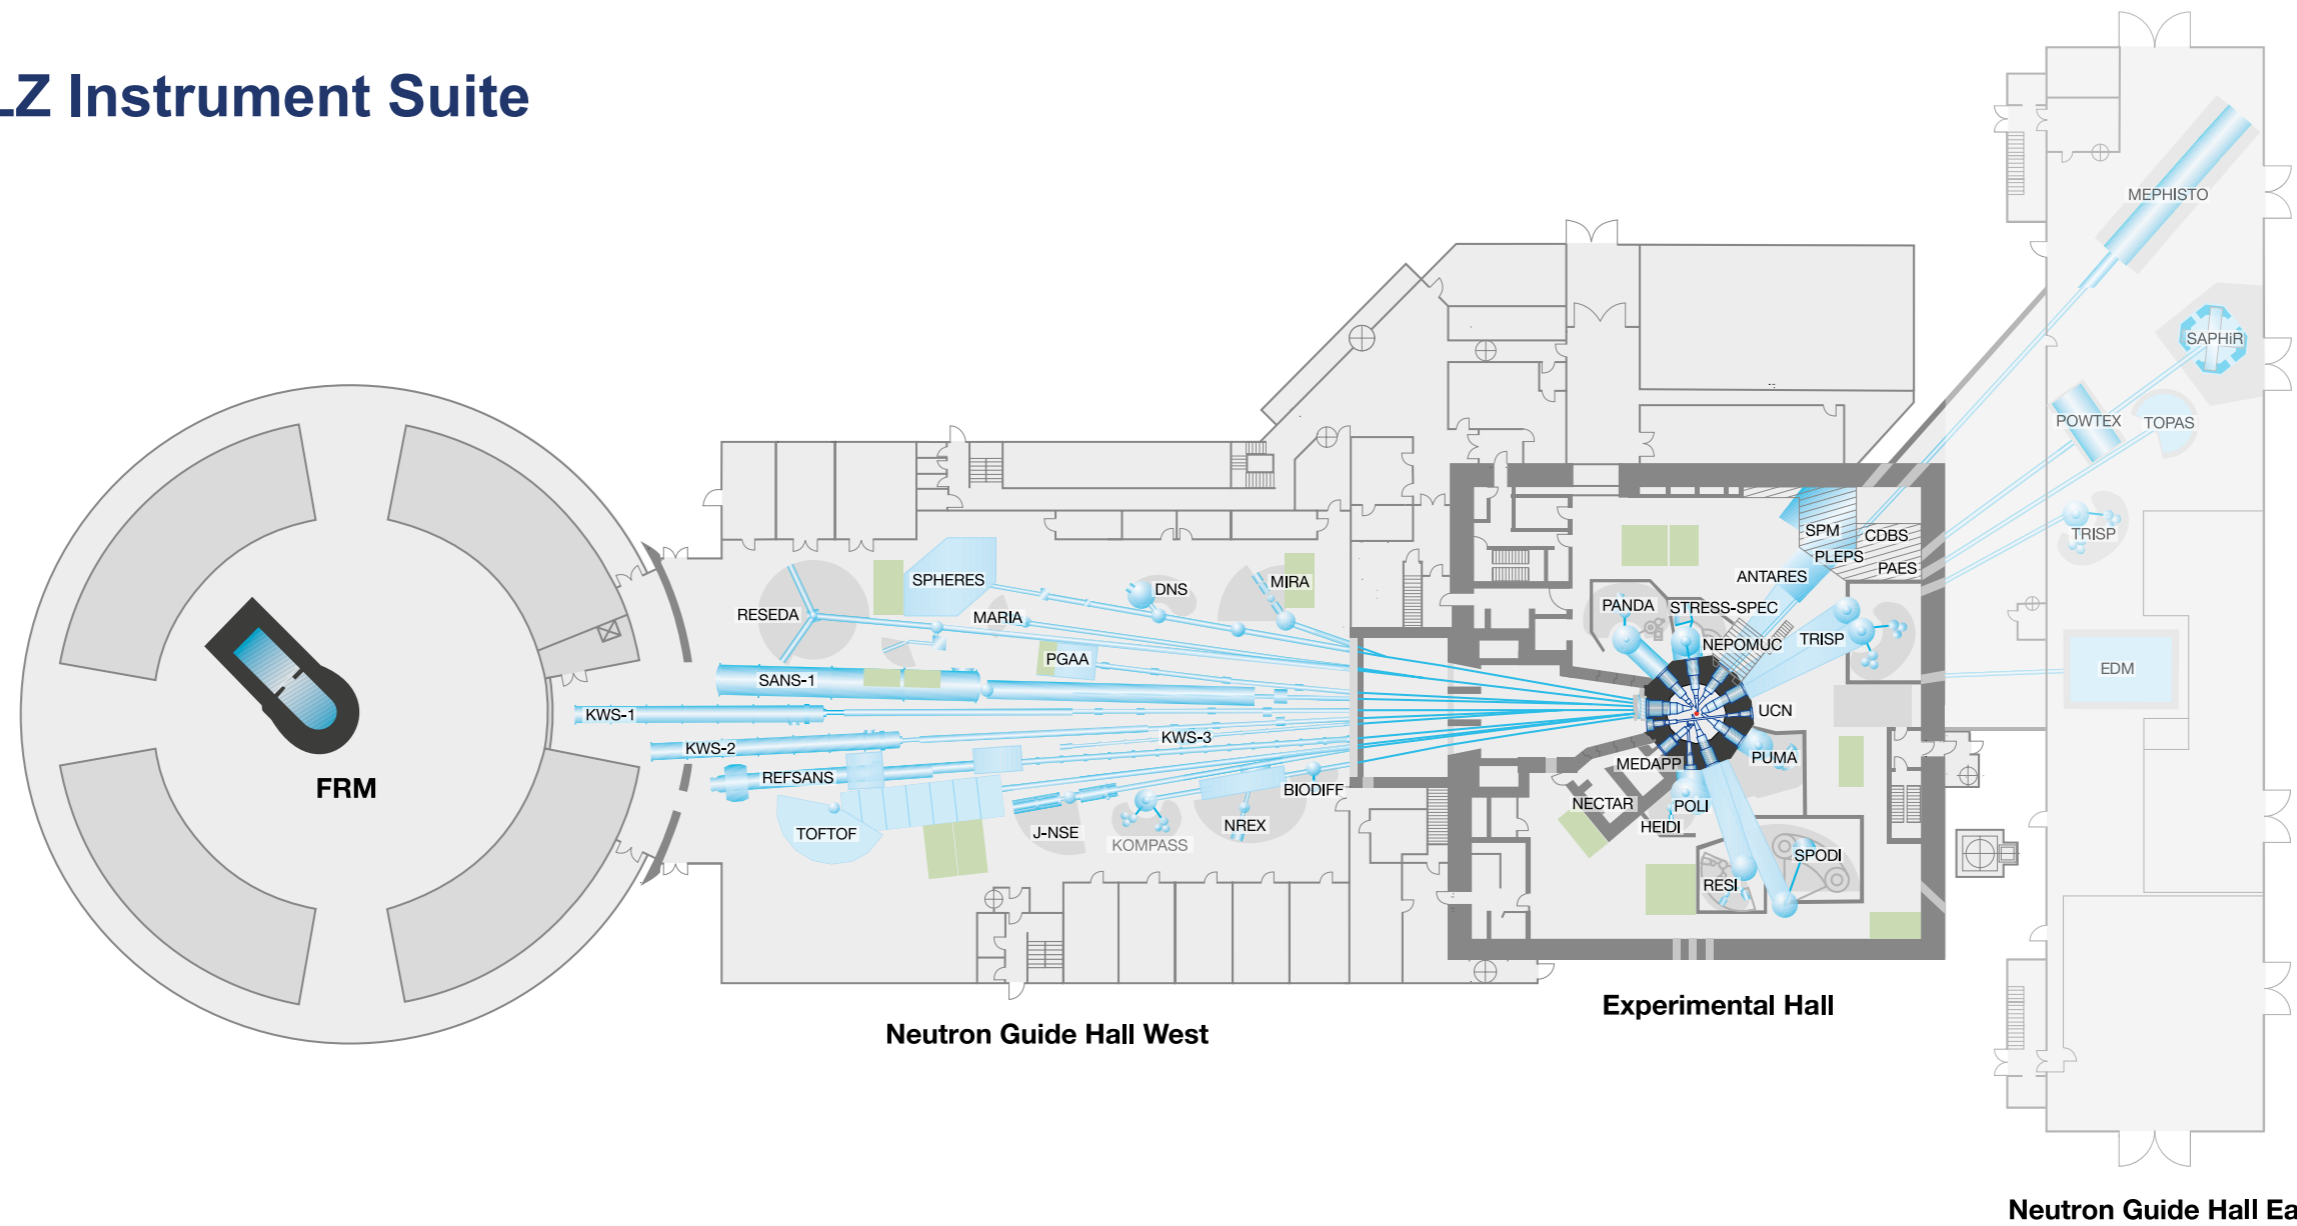 LZ Instrument Suite
MEPHISTO
SAPHiR
POWTEX
TOPAS
TRISP
EDM
SPM
CDBS
PLEPS
PAES
ANTARES
PANDA
STRESS-SPEC
NEPOMUC
TRISP
UCN
MEDAPP
PUMA
NECTAR
POLI
HEIDI
SPODI
RESI
SPHERES
DNS
MIRA
RESEDA
MARIA
PGAA
SANS-1
KWS-1
KWS-2
KWS-3
REFSANS
BIODIFF
TOFTOF
J-NSE
KOMPASS
NREX
FRM
Experimental Hall
Neutron Guide Hall West
Neutron Guide Hall Ea